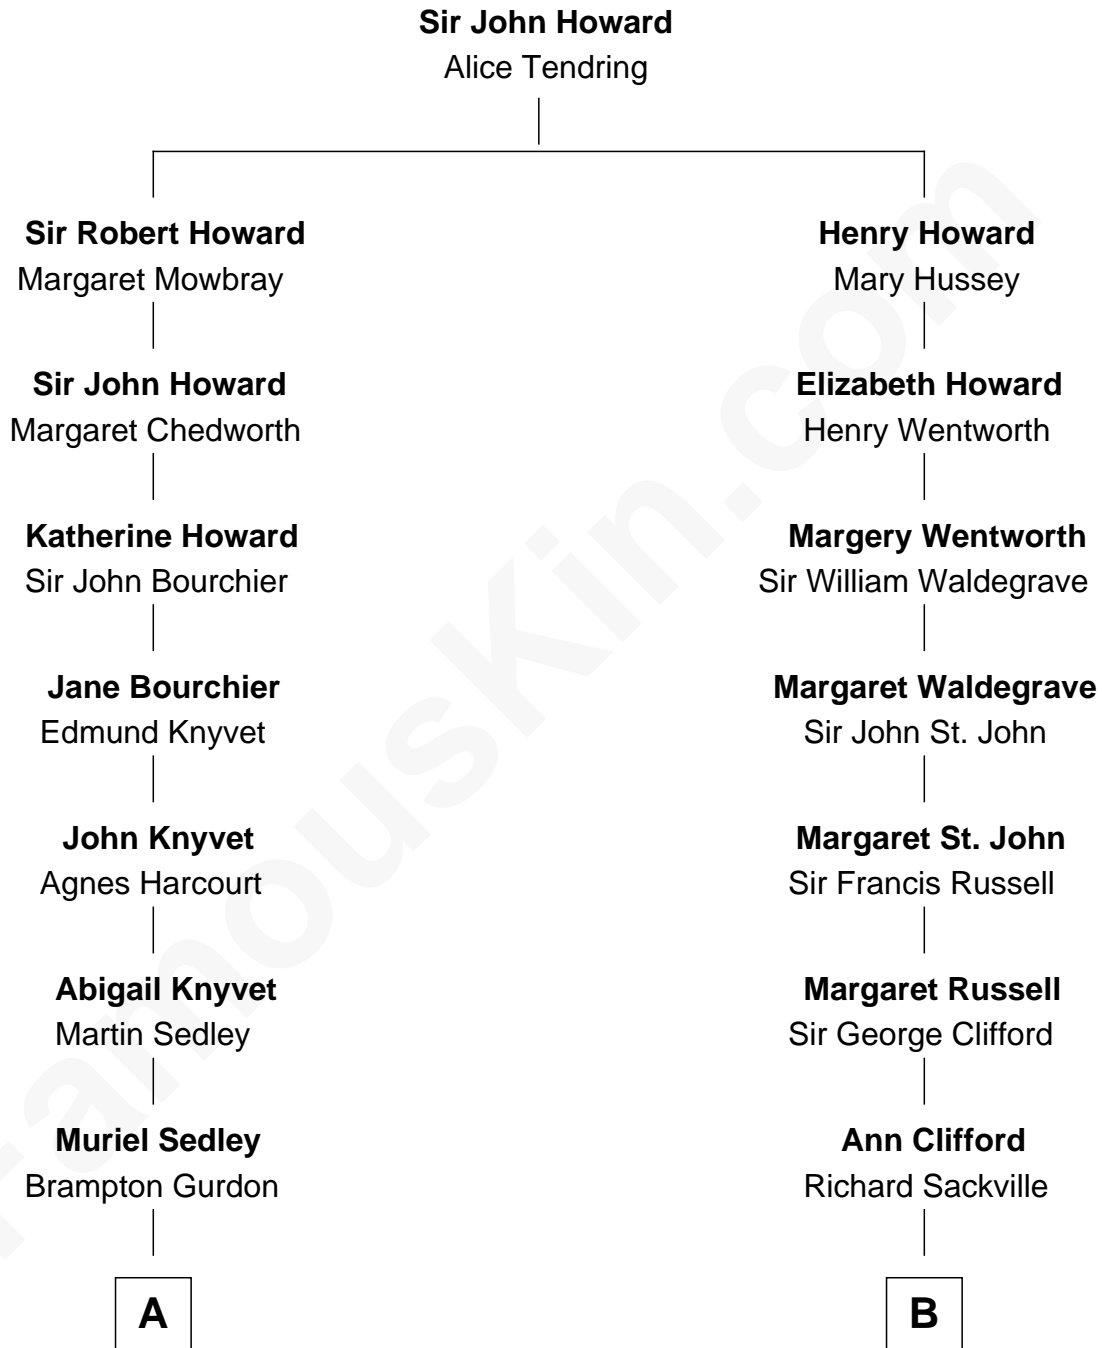 Sir John Howard
Alice Tendring
Sir Robert Howard
Margaret Mowbray
Henry Howard
Mary Hussey
Sir John Howard
Margaret Chedworth
Elizabeth Howard
Henry Wentworth
Katherine Howard
Sir John Bourchier
Margery Wentworth
Sir William Waldegrave
Jane Bourchier
Edmund Knyvet
Margaret Waldegrave
Sir John St. John
John Knyvet
Agnes Harcourt
Margaret St. John
Sir Francis Russell
Abigail Knyvet
Martin Sedley
Margaret Russell
Sir George Clifford
Muriel Sedley
Brampton Gurdon
Ann Clifford
Richard Sackville
A
B
FamousKin.com